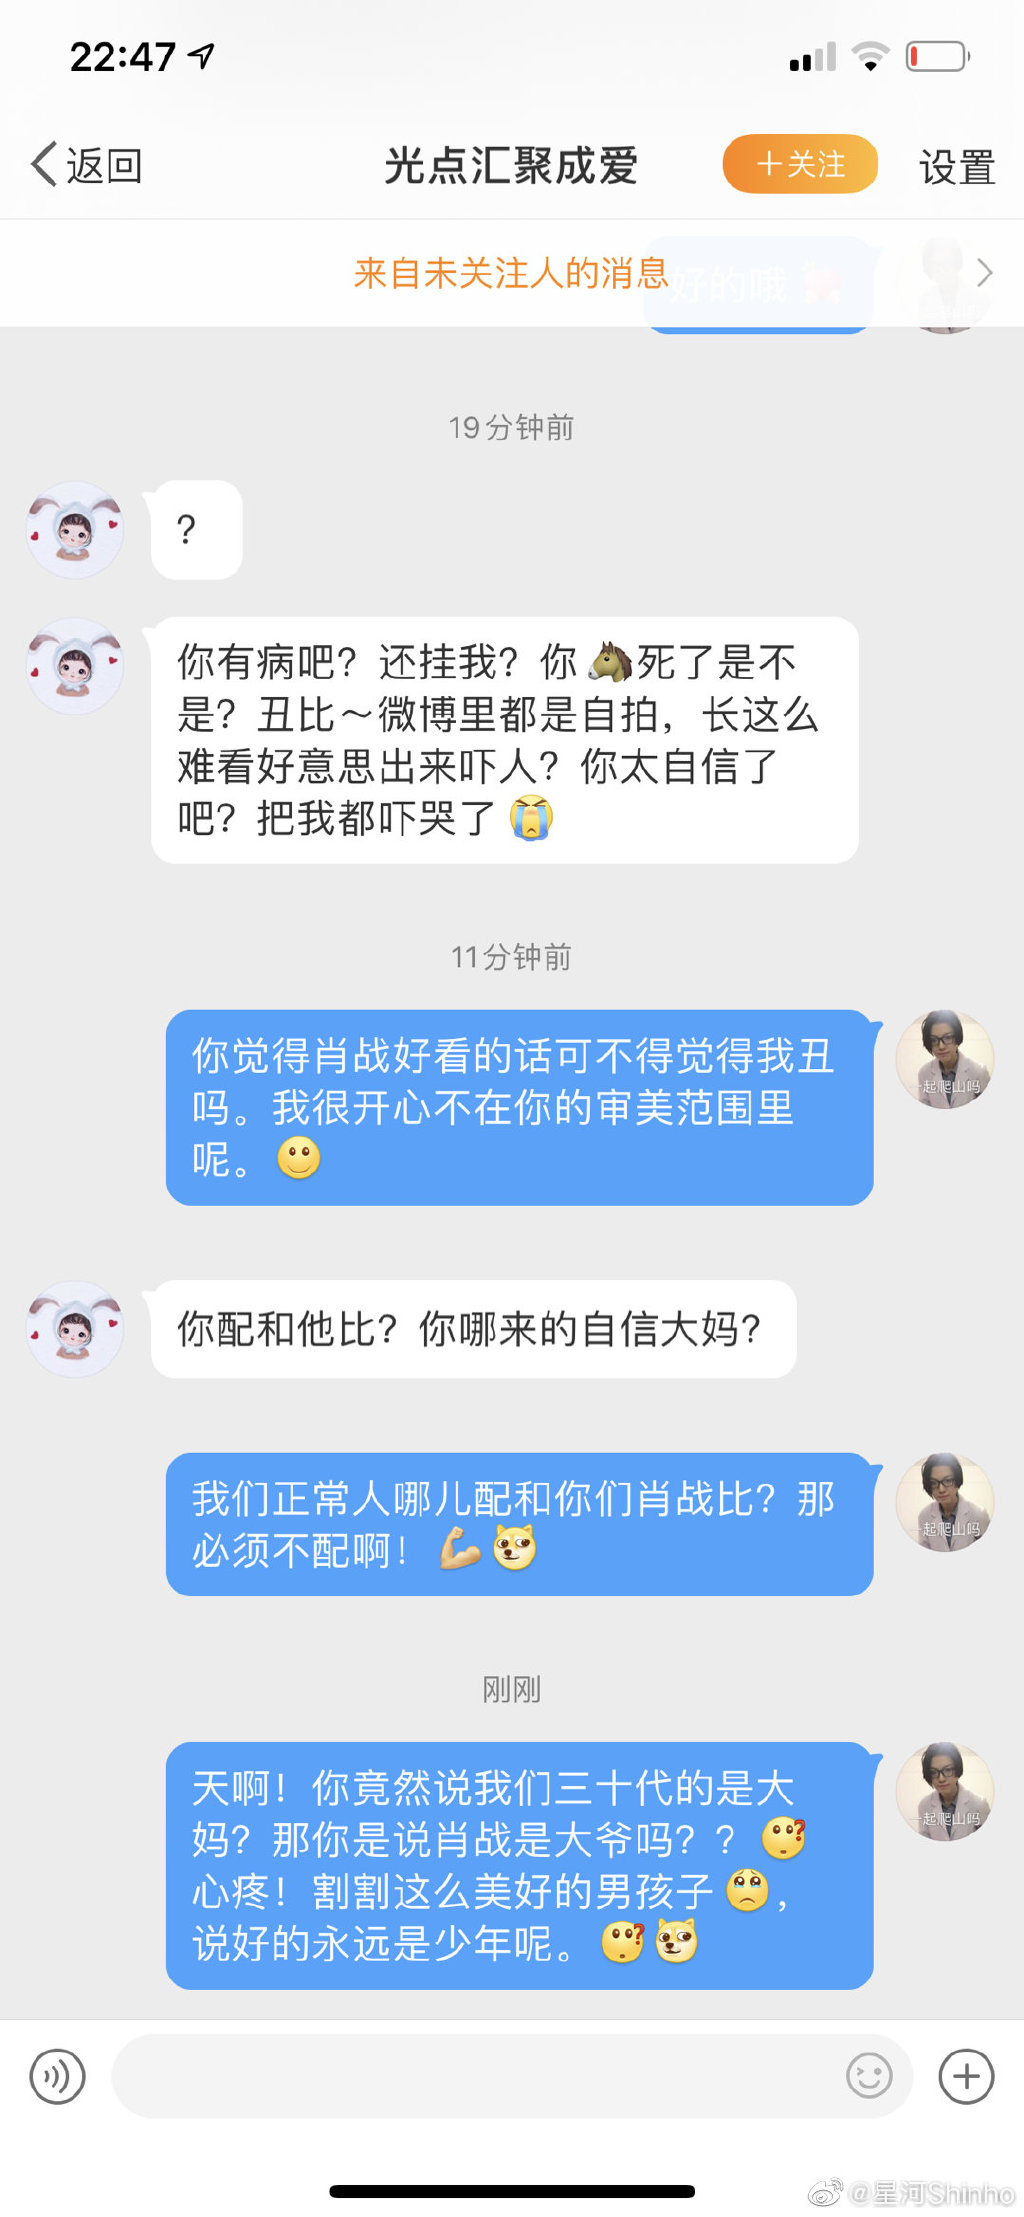 22:47
返回
光点汇聚成爱
十关注
设置
来自未关注人的消息
好的哦
19分钟前
?
你有病吧？还挂我？你🐴死了是不
是？丑比～微博里都是自拍，长这么
难看好意思出来吓人？你太自信了
吧？把我都吓哭了😭
11分钟前
你觉得肖战好看的话可不得觉得我丑
吗。我很开心不在你的审美范围里
呢。🙂
一起爬山吗
你配和他比？你哪来的自信大妈?
我们正常人哪儿配和你们肖战比？那
必须不配啊！💪
一起爬山吗
刚刚
天啊！你竟然说我们三十代的是大
妈？那你是说肖战是大爷吗？？
心疼！割割这么美好的男孩子，
说好的永远是少年呢。
一起爬山吗
@星河Shinho